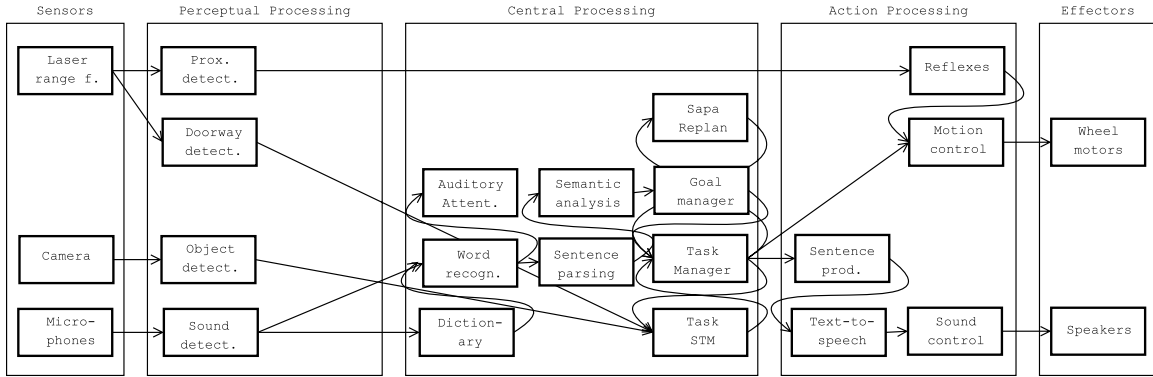 Sensors
Perceptual Processing
Central Processing
Action Processing
Effectors
Laser
range f.
Prox.
detect.
Reflexes
Sapa
Replan
Doorway
detect.
Motion
control
Wheel
motors
Auditory
Attent.
Semantic
analysis
Goal
manager
Camera
Object
detect.
Word
recogn.
Sentence
parsing
Task
Manager
Sentence
prod.
Micro-
phones
Sound
detect.
Diction-
ary
Task
STM
Text-to-
speech
Sound
control
Speakers